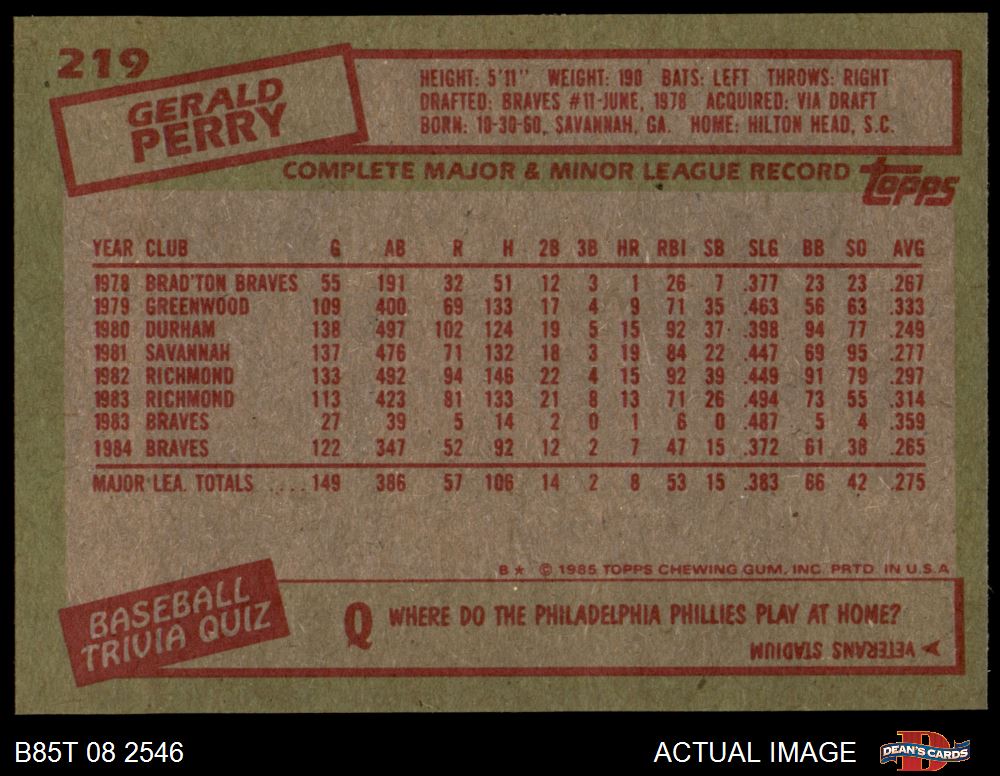 219
GERALD
PERRY
HEIGHT: 5'11" WEIGHT: 190 BATS: LEFT THROWS: RIGHT
DRAFTED: BRAVES #11-JUNE, 1978 ACQUIRED: VIA DRAFT
BORN: 10-30-60, SAVANNAH, GA. HOME: HILTON HEAD, S.C.
COMPLETE MAJOR & MINOR LEAGUE RECORD topps
YEAR CLUB G AB R H 2B 3B HR RBI SB SLG BB SO AVG
1978 BRAD'TON BRAVES 55 191 32 51 12 3 1 26 7 .377 23 23 .267
1979 GREENWOOD 109 400 69 133 17 4 9 71 35 .463 56 63 .333
1980 DURHAM 138 497 102 124 19 5 15 92 37 .398 94 77 .249
1981 SAVANNAH 137 476 71 132 18 3 19 84 22 .447 69 95 .277
1982 RICHMOND 133 492 94 146 22 4 15 92 39 .449 91 79 .297
1983 RICHMOND 113 423 81 133 21 8 13 71 26 .494 73 55 .314
1983 BRAVES 27 39 5 14 2 0 1 6 0 .487 5 4 .359
1984 BRAVES 122 347 52 92 12 2 7 47 15 .372 61 38 .265
MAJOR LEA. TOTALS ....149 386 57 106 14 2 8 53 15 .383 66 42 .275
B* © 1985 TOPPS CHEWING GUM, INC. PRTD. IN U.S.A
BASEBALL
TRIVIA QUIZ
Q WHERE DO THE PHILADELPHIA PHILLIES PLAY AT HOME?
VETERANS STADIUM
B85T 08 2546
ACTUAL IMAGE
D
DEAN'S CARDS